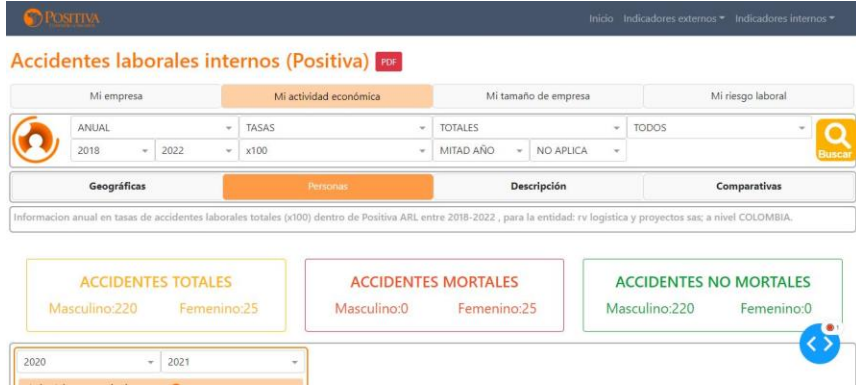 POSITIVA
Inicio Indicadores externos Indicadores internos
Accidentes laborales internos (Positiva) PDF
Mi empresa Mi actividad económica Mi tamaño de empresa Mi riesgo laboral
ANUAL TASAS TOTALES TODOS
2018 2022 x100 MITAD AÑO NO APLICA
Buscar
Geográficas Personas Descripción Comparativas
Informacion anual en tasas de accidentes laborales totales (x100) dentro de Positiva ARL entre 2018-2022 , para la entidad: rv logistica y proyectos sas; a nivel COLOMBIA.
ACCIDENTES TOTALES ACCIDENTES MORTALES ACCIDENTES NO MORTALES
Masculino:220 Femenino:25 Masculino:0 Femenino:25 Masculino:220 Femenino:0
2020 2021